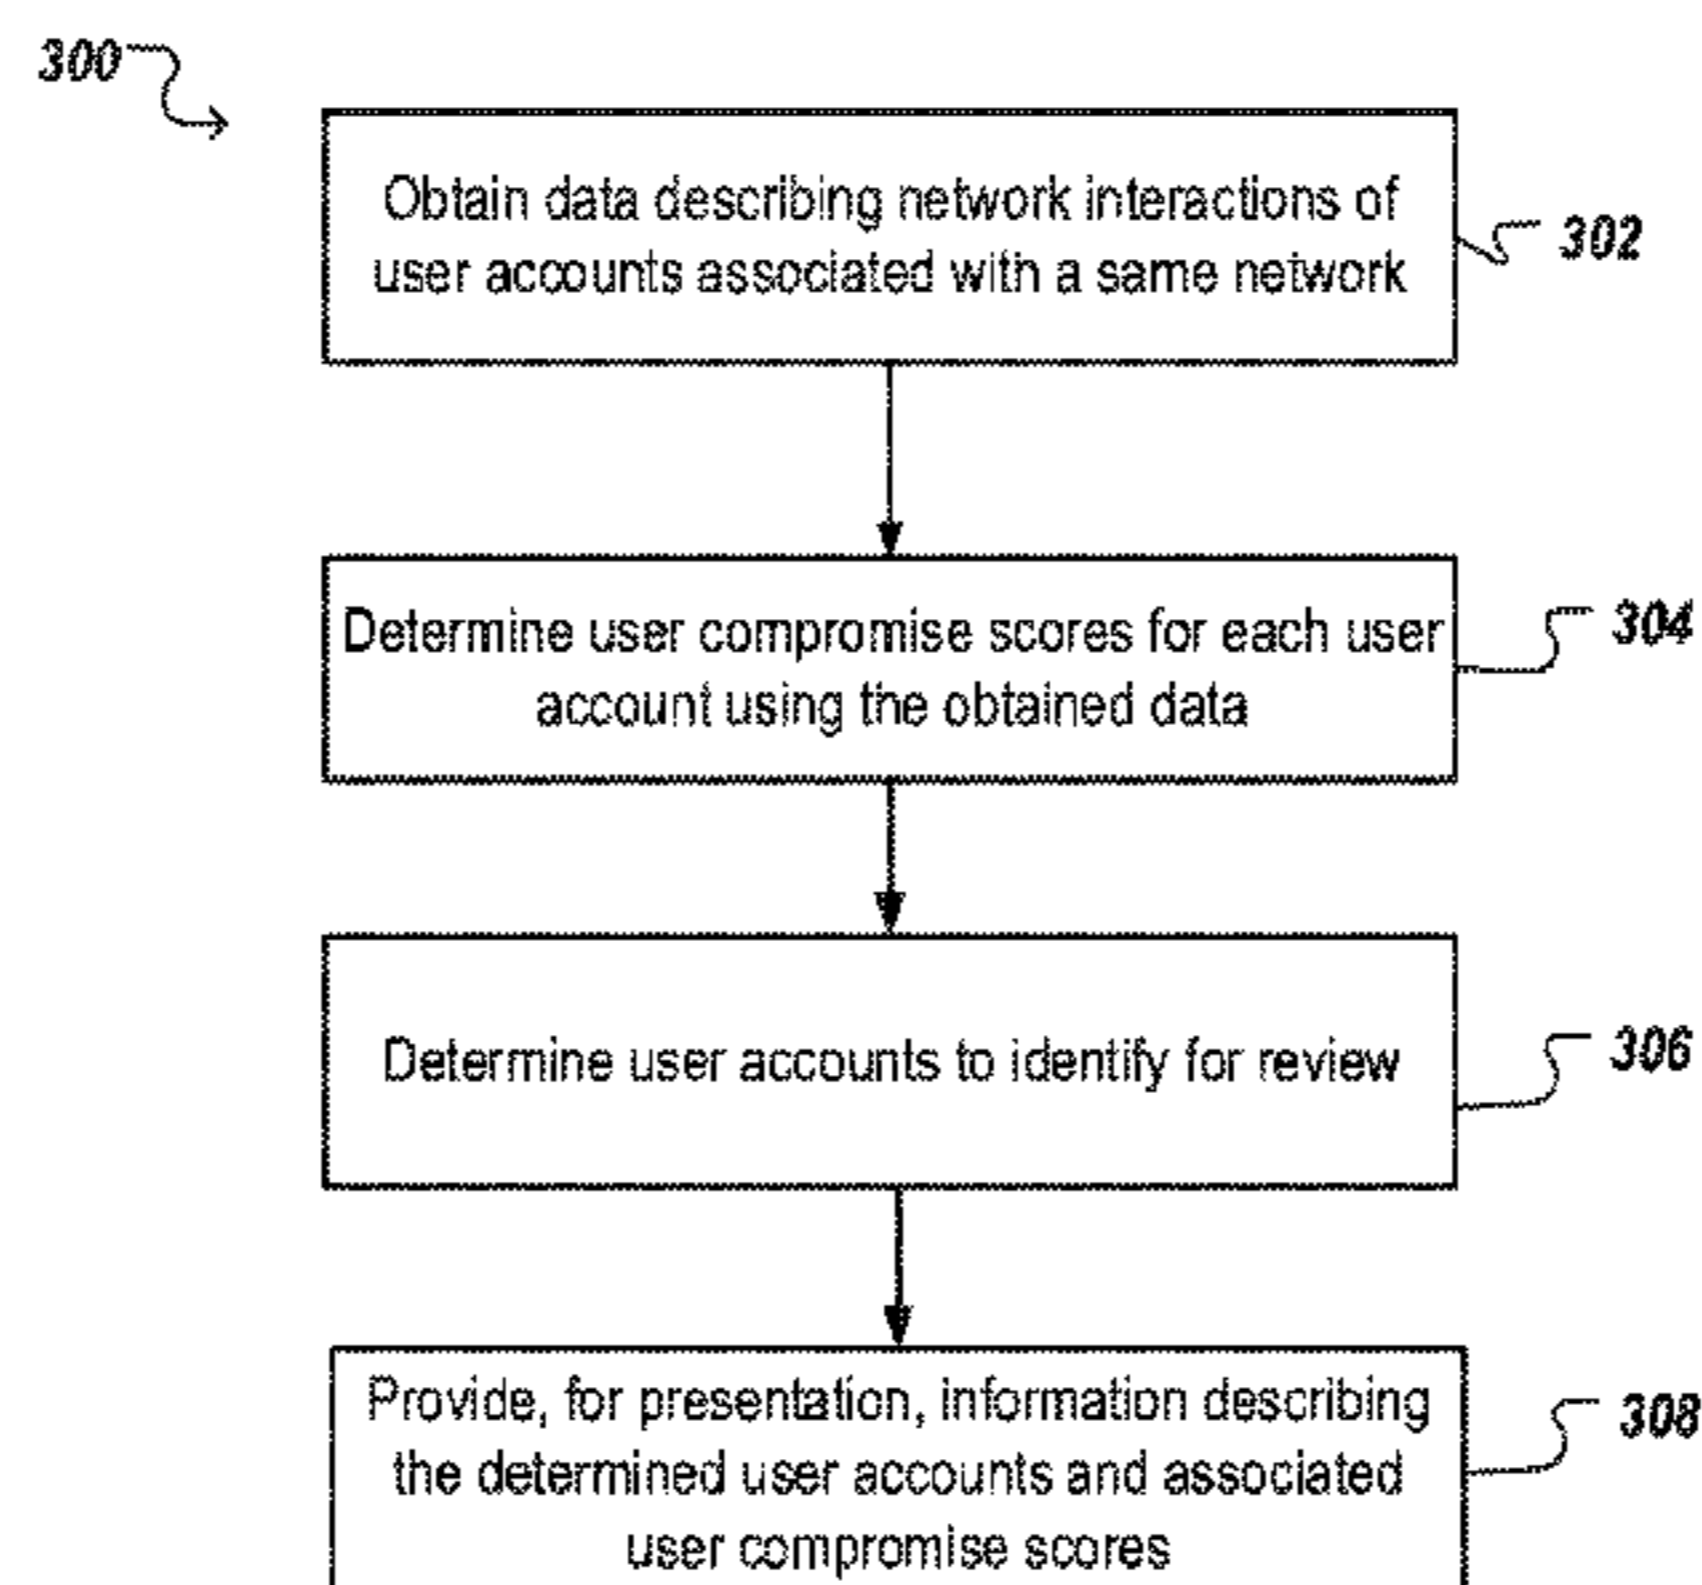 300
Obtain data describing network interactions of
user accounts associated with a same network
302
Determine user compromise scores for each user
account using the obtained data
304
Determine user accounts to identify for review
306
Provide, for presentation, information describing
the determined user accounts and associated
user compromise scores
308